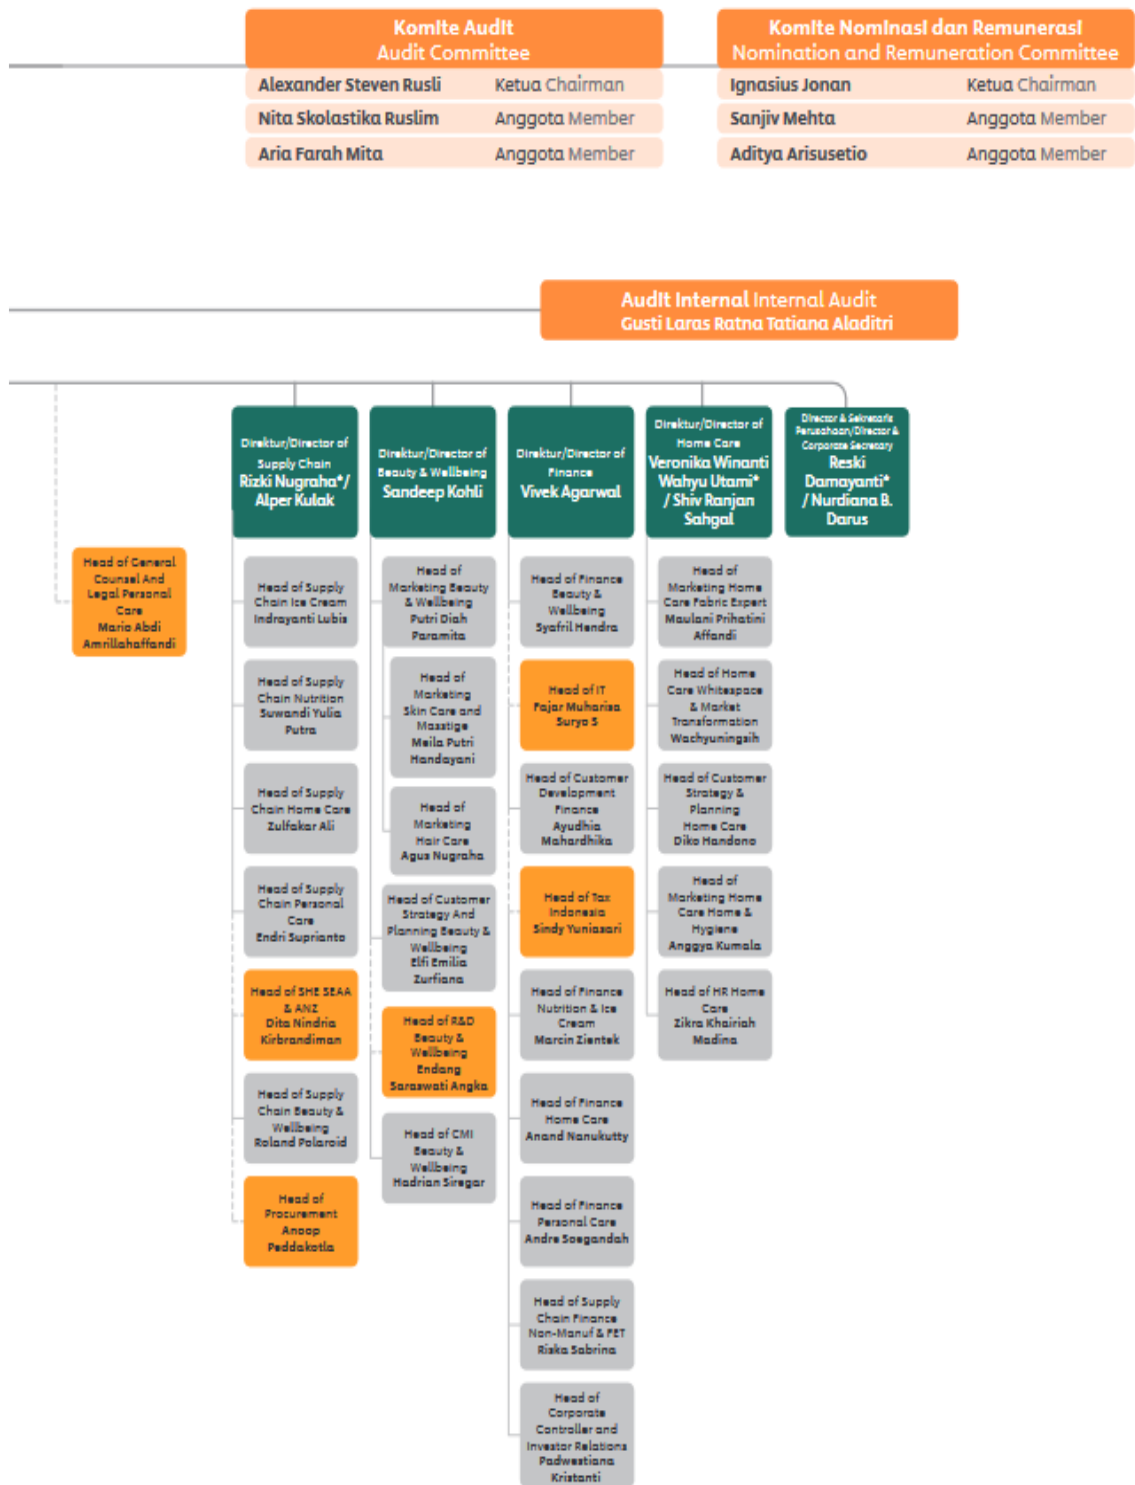 Komite Audit
Audit Committee
Alexander Steven Rusli Ketua Chairman
Nita Skolastika Ruslim Anggota Member
Aria Farah Mita Anggota Member
Komite Nominasi dan Remunerasi
Nomination and Remuneration Committee
Ignasius Jonan Ketua Chairman
Sanjiv Mehta Anggota Member
Aditya Arisusetio Anggota Member
Audit Internal Internal Audit
Gusti Laras Ratna Tatiana Aladitri
Head of General
Counsel And
Legal Personal
Care
Mario Abdi
Amrillahaffandi
Direktur/Director of
Supply Chain
Rizki Nugraha*/
Alper Kulak
Head of Supply
Chain Ice Cream
Indrayanti Lubis
Head of Supply
Chain Nutrition
Suwandi Yulia
Putra
Head of Supply
Chain Home Care
Zulfakar Ali
Head of Supply
Chain Personal
Care
Endri Suprianto
Head of SHE SEAA
& ANZ
Dita Nindria
Kirbrandiman
Head of Supply
Chain Beauty &
Wellbeing
Roland Polaroid
Head of
Procurement
Anoop
Peddakotla
Direktur/Director of
Beauty & Wellbeing
Sandeep Kohli
Head of
Marketing Beauty
& Wellbeing
Putri Diah
Paramita
Head of
Marketing
Skin Care and
Masstige
Meila Putri
Handayani
Head of
Marketing
Hair Care
Agus Nugraha
Head of Customer
Strategy And
Planning Beauty &
Wellbeing
Elfi Emilia
Zurfiana
Head of R&D
Beauty &
Wellbeing
Endang
Saraswati Angka
Head of CMI
Beauty &
Wellbeing
Hadrian Siregar
Direktur/Director of
Finance
Vivek Agarwal
Head of Finance
Beauty &
Wellbeing
Syafril Hendra
Head of IT
Fajar Muharisa
Surya S
Head of Customer
Development
Finance
Ayudhia
Mahardhika
Head of Tax
Indonesia
Sindy Yuniasari
Head of Finance
Nutrition & Ice
Cream
Marcin Zientek
Head of Finance
Home Care
Anand Nanukutty
Head of Finance
Personal Care
Andre Soegandah
Head of Supply
Chain Finance
Non-Manuf & FET
Riska Sabrina
Head of
Corporate
Controller and
Investor Relations
Padwestiana
Kristanti
Direktur/Director of
Home Care
Veronika Winanti
Wahyu Utami*
/ Shiv Ranjan
Sahgal
Head of
Marketing Home
Care Fabric Expert
Maulani Prihatini
Affandi
Head of Home
Care Whitespace
& Market
Transformation
Wachyuningsih
Head of Customer
Strategy &
Planning
Home Care
Diko Handono
Head of
Marketing Home
Care Home &
Hygiene
Anggya Kumala
Head of HR Home
Care
Zikra Khairiah
Madina
Director & Sekretaris
Perusahaan/Director &
Corporate Secretary
Reski
Damayanti*
/ Nurdiana B.
Darus